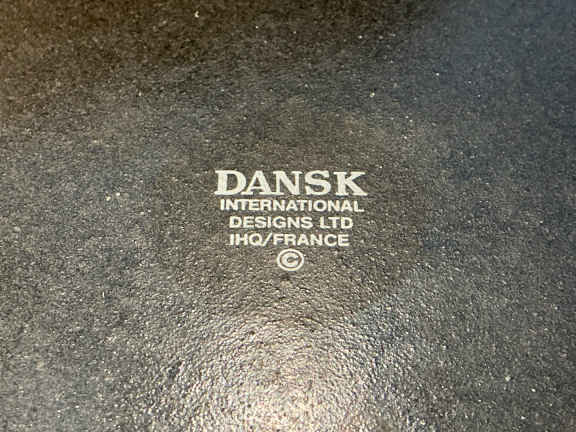 DANSK
INTERNATIONAL
DESIGNS LTD
IHQ/FRANCE
©